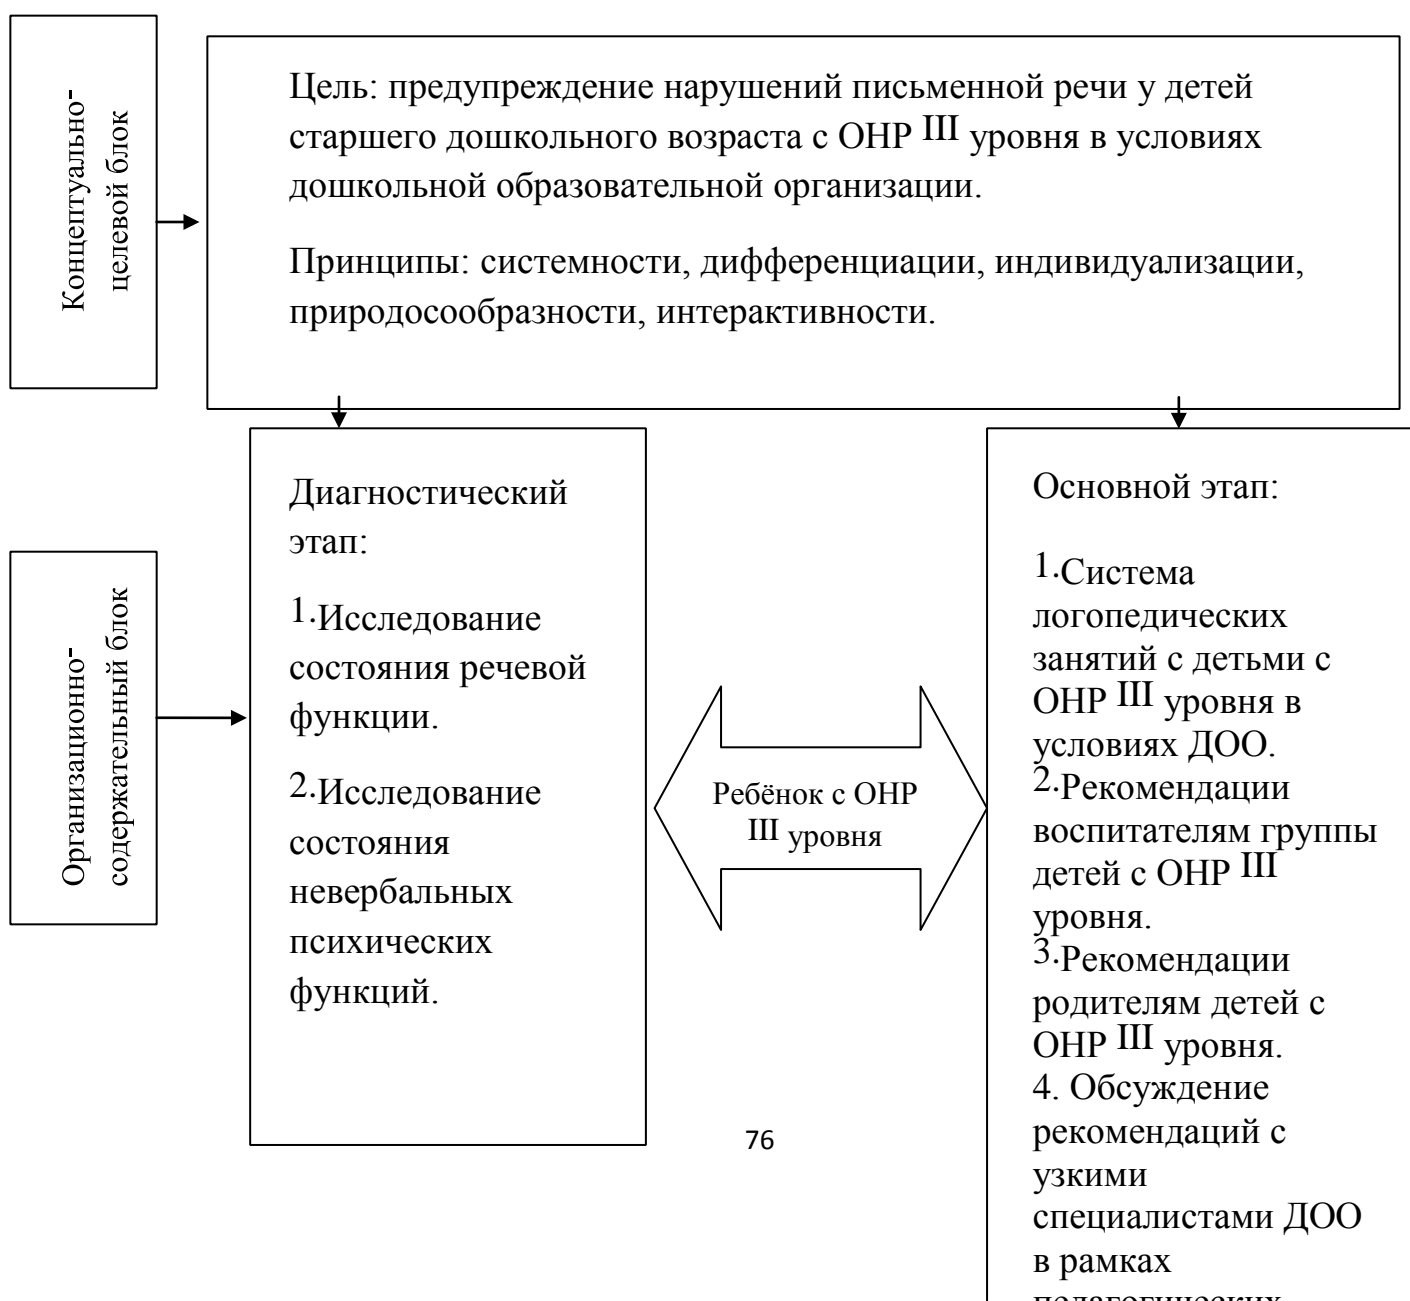 Концептуально-
целевой блок
Цель: предупреждение нарушений письменной речи у детей
старшего дошкольного возраста с ОНР III уровня в условиях
дошкольной образовательной организации.
Принципы: системности, дифференциации, индивидуализации,
природосообразности, интерактивности.
Организационно-
содержательный блок
Диагностический
этап:
1.Исследование
состояния речевой
функции.
2.Исследование
состояния
невербальных
психических
функций.
Ребёнок с ОНР
III уровня
Основной этап:
1.Система
логопедических
занятий с детьми с
ОНР III уровня в
условиях ДОО.
2.Рекомендации
воспитателям группы
детей с ОНР III
уровня.
3.Рекомендации
родителям детей с
ОНР III уровня.
4. Обсуждение
рекомендаций с
узкими
специалистами ДОО
в рамках
76